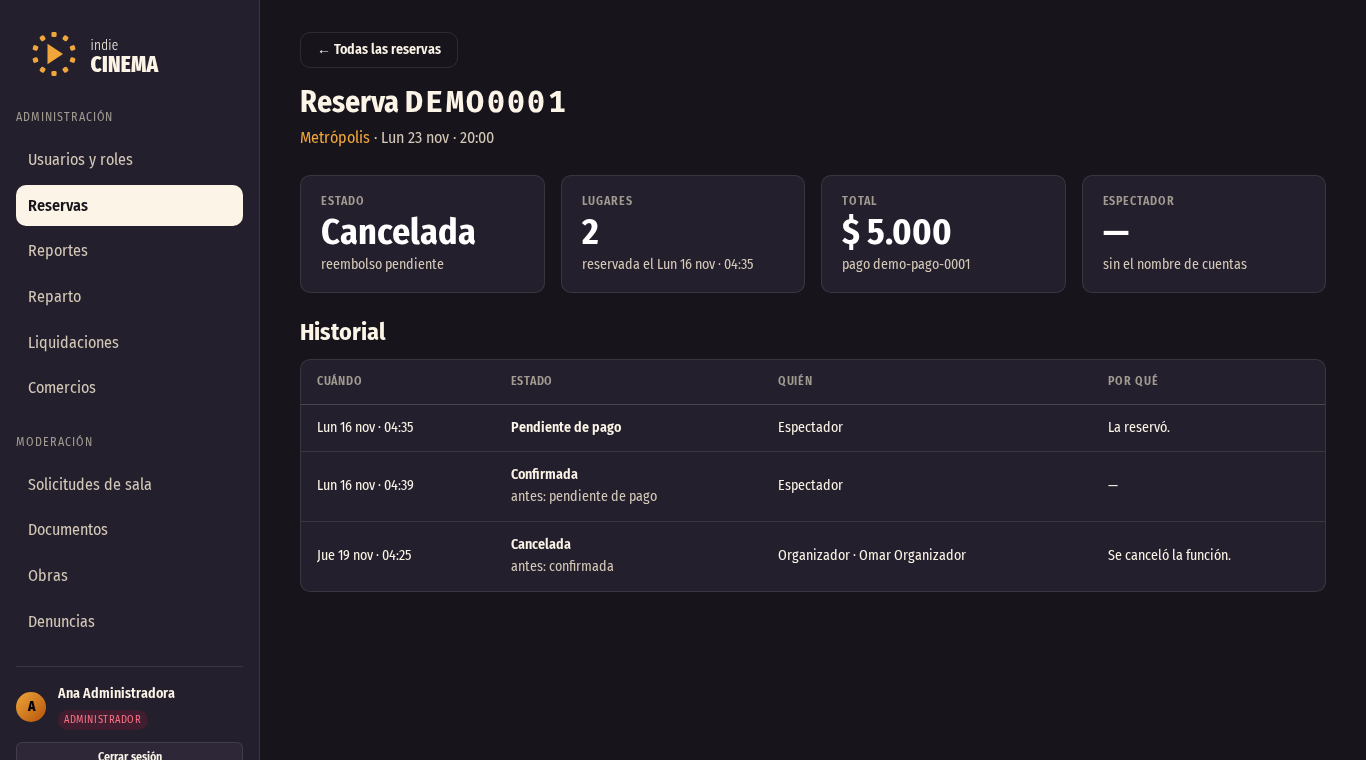 indie
CINEMA
ADMINISTRACIÓN
Usuarios y roles
Reservas
Reportes
Reparto
Liquidaciones
Comercios
MODERACIÓN
Solicitudes de sala
Documentos
Obras
Denuncias
A
Ana Administradora
ADMINISTRADOR
Cerrar sesión
← Todas las reservas
Reserva DEMO0001
Metrópolis · Lun 23 nov · 20:00
ESTADO
Cancelada
reembolso pendiente
LUGARES
2
reservada el Lun 16 nov · 04:35
TOTAL
$ 5.000
pago demo-pago-0001
ESPECTADOR
—
sin el nombre de cuentas
Historial
CUÁNDO ESTADO QUIÉN POR QUÉ
Lun 16 nov · 04:35 Pendiente de pago Espectador La reservó.
Lun 16 nov · 04:39 Confirmada Espectador —
antes: pendiente de pago
Jue 19 nov · 04:25 Cancelada Organizador · Omar Organizador Se canceló la función.
antes: confirmada